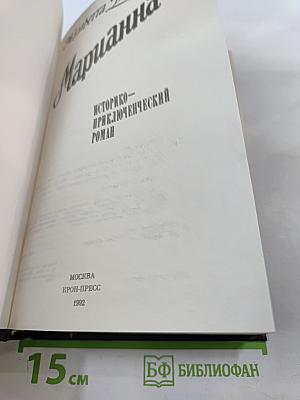 Марианна
ИСТОРИКО—
ПРИКЛЮЧЕНЧЕСКИЙ
РОМАН
МОСКВА
КРОН-ПРЕСС
1992
15 см
БФ БИБЛИОФАН